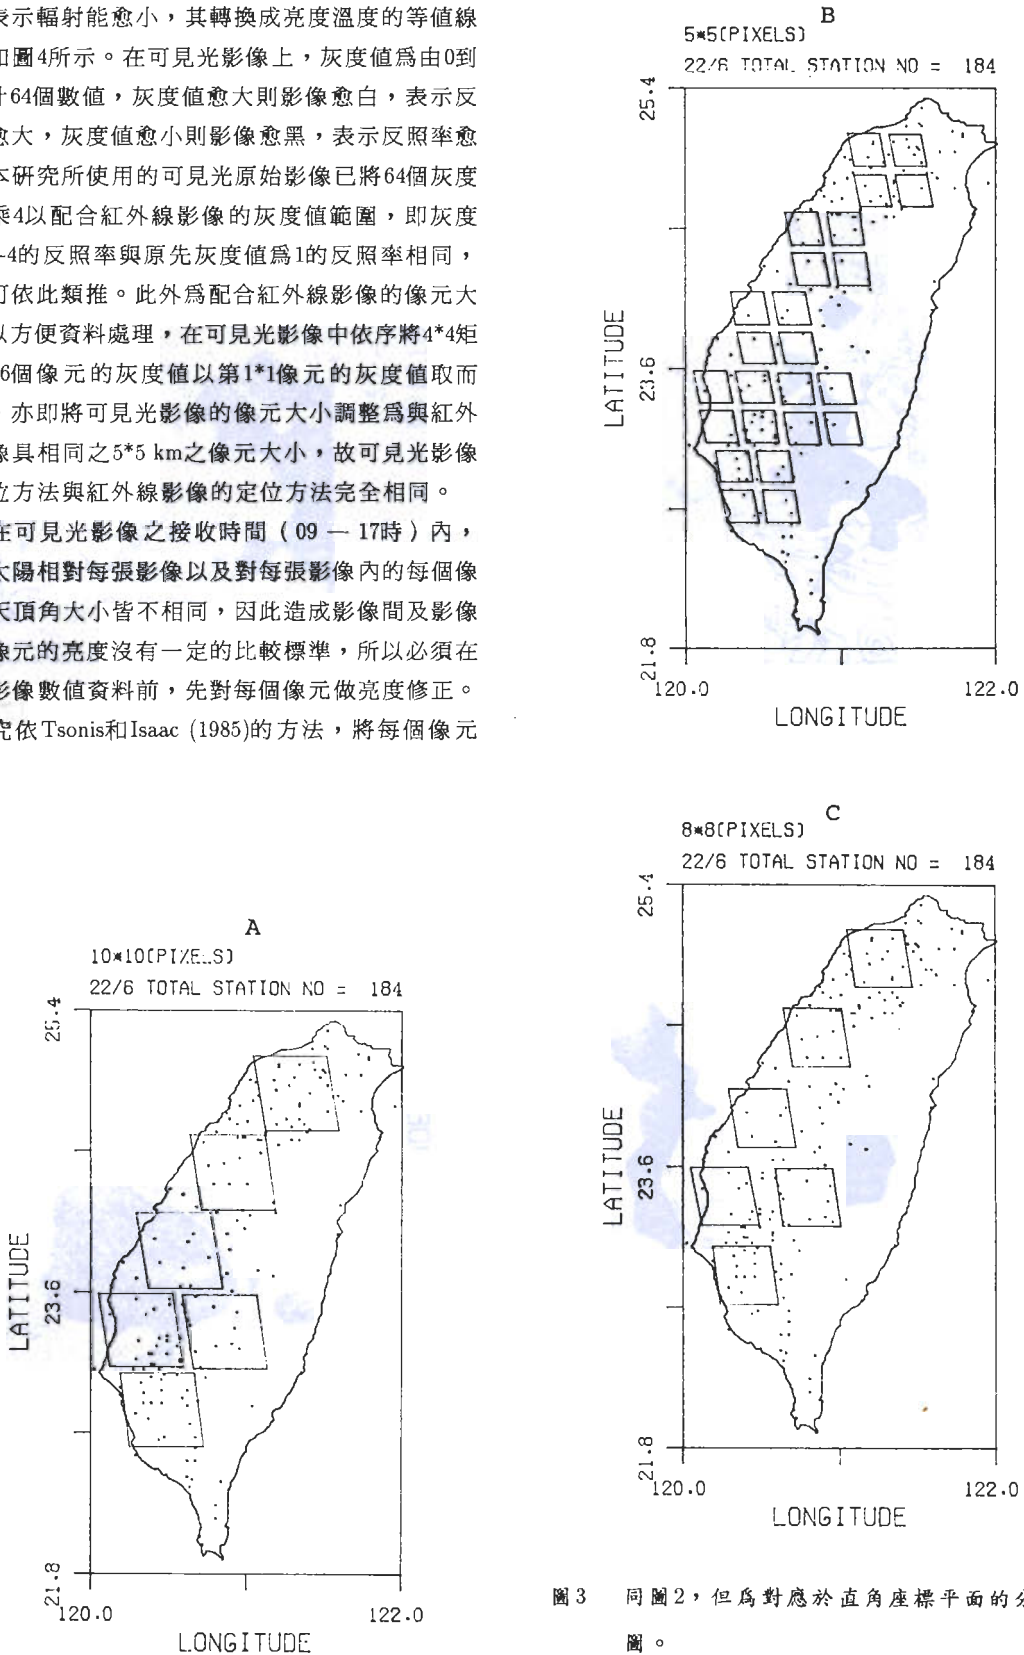 表示輻射能愈小，其轉換成亮度溫度的等值線
如圖4所示。在可見光影像上，灰度值爲由0到
計64個數值，灰度值愈大則影像愈白，表示反
愈大，灰度值愈小則影像愈黑，表示反照率愈
本研究所使用的可見光原始影像已將64個灰度
乘4以配合紅外線影像的灰度值範圍，即灰度
-4的反照率與原先灰度值爲1的反照率相同，
可依此類推。此外爲配合紅外線影像的像元大
以方便資料處理，在可見光影像中依序將4*4矩
6個像元的灰度值以第1*1像元的灰度值取而
亦即將可見光影像的像元大小調整爲與紅外
像具相同之5*5 km之像元大小，故可見光影像
位方法與紅外線影像的定位方法完全相同。
在可見光影像之接收時間（09 — 17時）內，
太陽相對每張影像以及對每張影像內的每個像
天頂角大小皆不相同，因此造成影像間及影像
像元的亮度沒有一定的比較標準，所以必須在
影像數值資料前，先對每個像元做亮度修正。
究依Tsonis和Isaac (1985)的方法，將每個像元
A
10*10(PIXELS)
22/6 TOTAL STATION NO = 184
25.4
23.6
21.8
LATITUDE
120.0
122.0
LONGITUDE
B
5*5(PIXELS)
22/6 TOTAL STATION NO = 184
25.4
23.6
21.8
LATITUDE
120.0
122.0
LONGITUDE
C
8*8(PIXELS)
22/6 TOTAL STATION NO = 184
25.4
23.6
21.8
LATITUDE
120.0
122.0
LONGITUDE
圖3 同圖2，但爲對應於直角座標平面的分
圖。